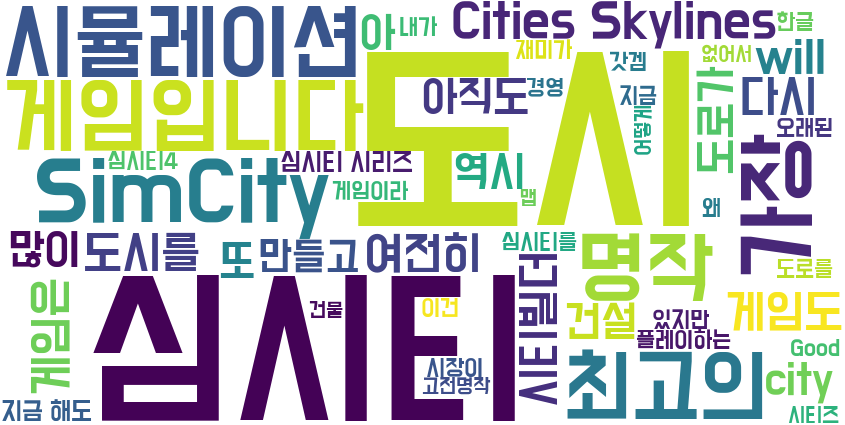 시뮬레이션
아
내가
Cities Skylines
한글
게임입니다
도시
재미가
갓겜
없어서
will
아직도
경영
지금
어떻게
도로가
다시
오래된
심시티4
심시티 시리즈
역시
가장
SimCity
게임이라
맵
왜
많이
도시를
또
만들고
여전히
심시티를
명작
도로를
게임은
심시티
건물
이건
시티빌더
건설
있지만
게임도
플레이하는
Good
시장이
고전명작
최고의
city
지금 해도
시티즈